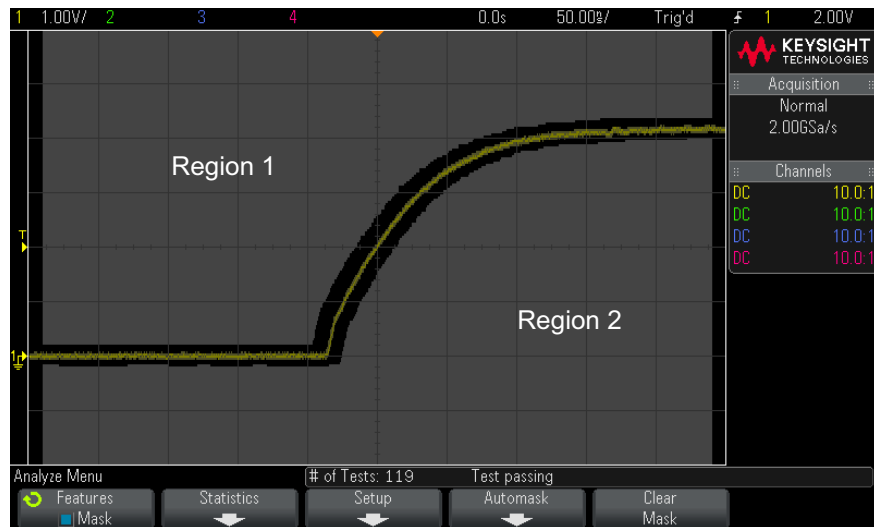 1 1.00V/ 2 3 4 0.0s 50.00⅊/ Trig'd 1 2.00V
KEYSIGHT
TECHNOLOGIES
Acquisition
Normal
2.00GSa/s
Channels
DC 10.0:1
DC 10.0:1
DC 10.0:1
DC 10.0:1
Region 1
T
Region 2
1
Analyze Menu
# of Tests: 119 Test passing
Features
Mask
Statistics
Setup
Automask
Clear
Mask